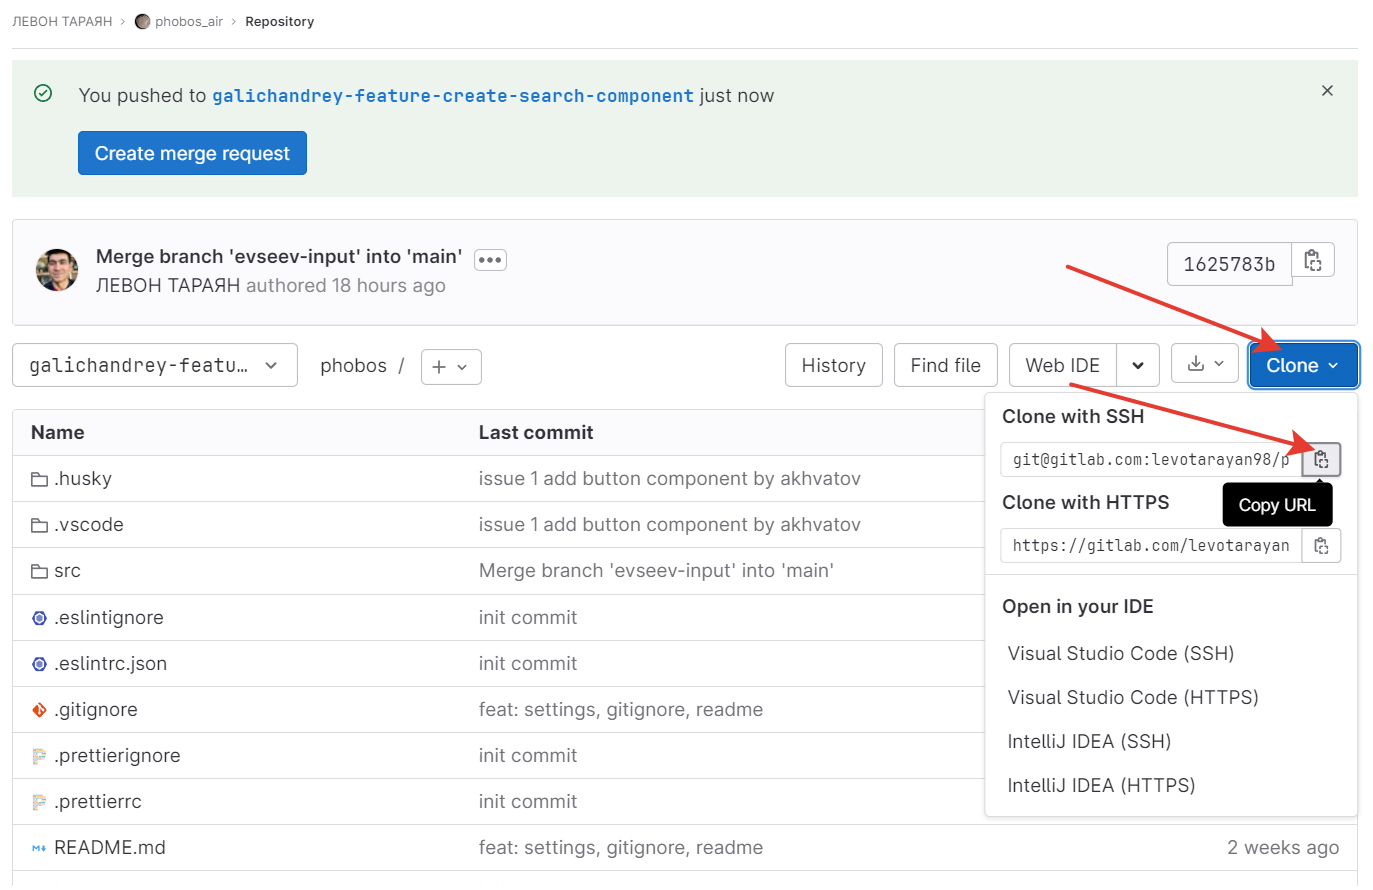 ЛЕВОН ТАРАЯН › phobos_air › Repository
You pushed to galichandrey-feature-create-search-component just now
Create merge request
Merge branch 'evseev-input' into 'main'
ЛЕВОН ТАРАЯН authored 18 hours ago
1625783b
galichandrey-featu… phobos / + History Find file Web IDE Clone
Clone with SSH
git@gitlab.com:levotarayan98/p
Copy URL
Clone with HTTPS
https://gitlab.com/levotarayan
Open in your IDE
Visual Studio Code (SSH)
Visual Studio Code (HTTPS)
IntelliJ IDEA (SSH)
IntelliJ IDEA (HTTPS)
Name Last commit
.husky issue 1 add button component by akhvatov
.vscode issue 1 add button component by akhvatov
src Merge branch 'evseev-input' into 'main'
.eslintignore init commit
.eslintrc.json init commit
.gitignore feat: settings, gitignore, readme
.prettierignore init commit
.prettierrc init commit
README.md feat: settings, gitignore, readme 2 weeks ago